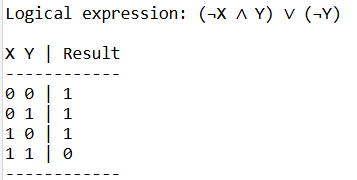 Logical expression: (¬X ∧ Y) ∨ (¬Y)
X Y | Result
------------
0 0 | 1
0 1 | 1
1 0 | 1
1 1 | 0
------------